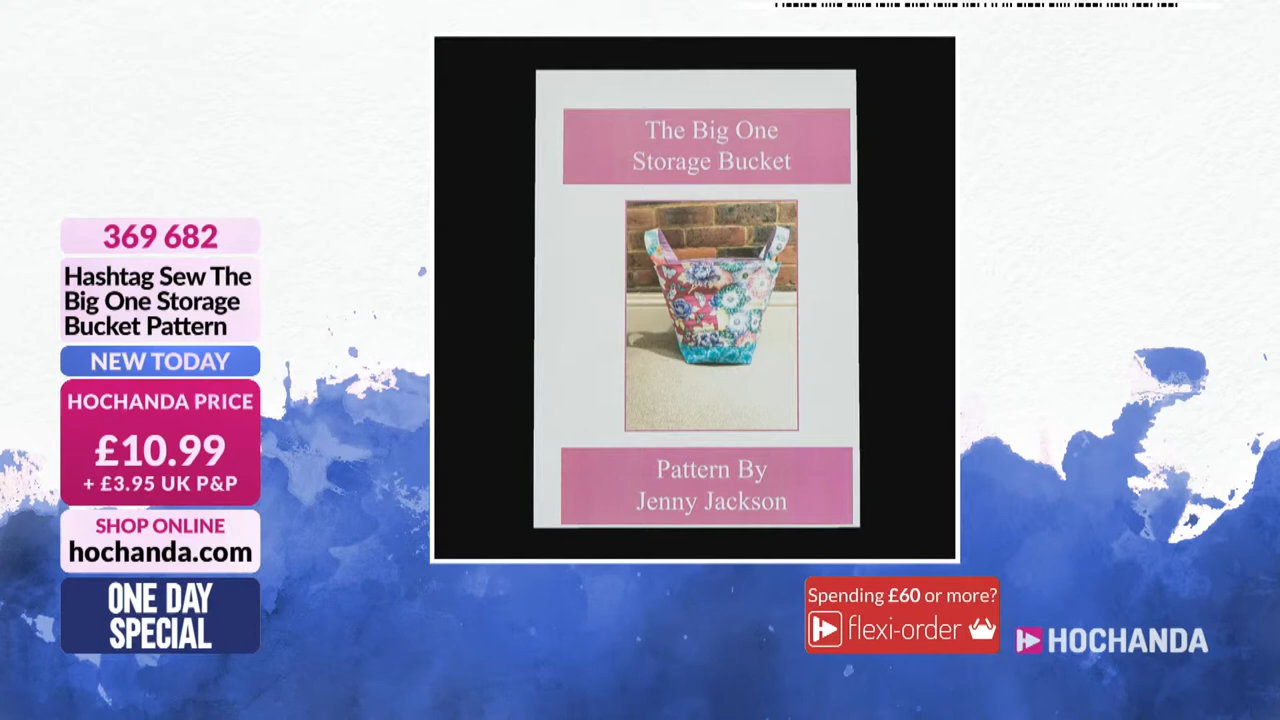 The Big One
Storage Bucket
Pattern By
Jenny Jackson
369 682
Hashtag Sew The
Big One Storage
Bucket Pattern
NEW TODAY
HOCHANDA PRICE
£10.99
+ £3.95 UK P&P
SHOP ONLINE
hochanda.com
ONE DAY
SPECIAL
Spending £60 or more?
flexi-order
HOCHANDA